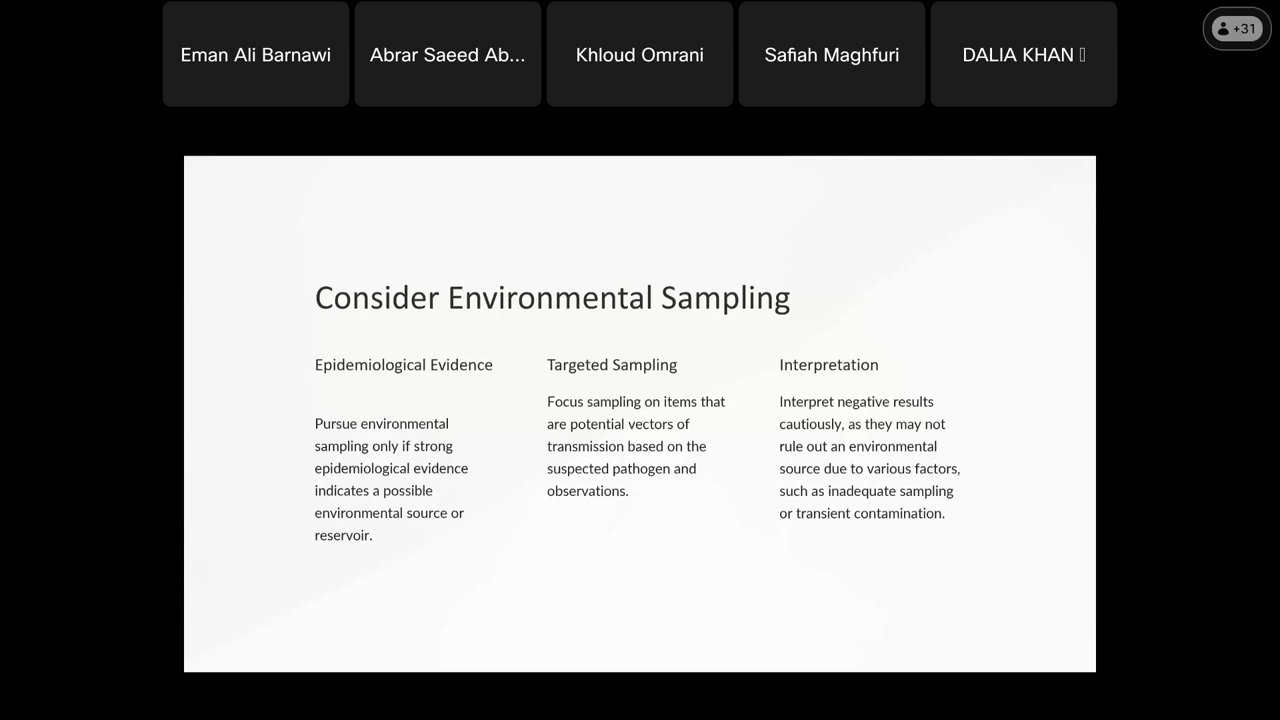 Eman Ali Barnawi
Abrar Saeed Ab...
Khloud Omrani
Safiah Maghfuri
DALIA KHAN
+31
Consider Environmental Sampling
Epidemiological Evidence
Pursue environmental
sampling only if strong
epidemiological evidence
indicates a possible
environmental source or
reservoir.
Targeted Sampling
Focus sampling on items that
are potential vectors of
transmission based on the
suspected pathogen and
observations.
Interpretation
Interpret negative results
cautiously, as they may not
rule out an environmental
source due to various factors,
such as inadequate sampling
or transient contamination.